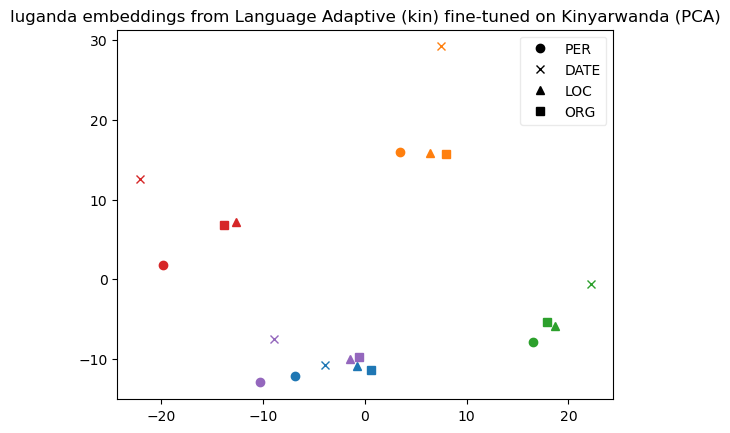 luganda embeddings from Language Adaptive (kin) fine-tuned on Kinyarwanda (PCA)
30
20
10
0
−10
−20
−10
0
10
20
PER
DATE
LOC
ORG